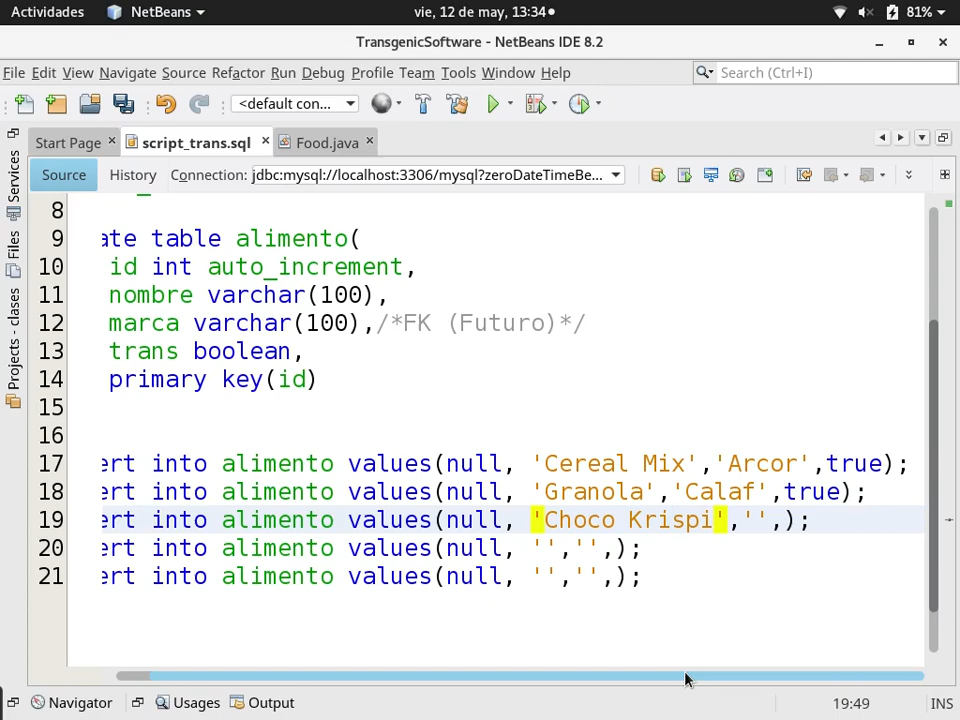 Actividades NetBeans vie, 12 de may, 13:34 81%
TransgenicSoftware - NetBeans IDE 8.2
File Edit View Navigate Source Refactor Run Debug Profile Team Tools Window Help Search (Ctrl+I)
<default con...
Start Page script_trans.sql Food.java
Source History Connection: jdbc:mysql://localhost:3306/mysql?zeroDateTimeBe...
Services
Files
Projects - clases
8
9 ate table alimento(
10 id int auto_increment,
11 nombre varchar(100),
12 marca varchar(100),/*FK (Futuro)*/
13 trans boolean,
14 primary key(id)
15
16
17 ert into alimento values(null, 'Cereal Mix','Arcor',true);
18 ert into alimento values(null, 'Granola','Calaf',true);
19 ert into alimento values(null, 'Choco Krispi','',);
20 ert into alimento values(null, '','',);
21 ert into alimento values(null, '','',);
Navigator Usages Output 19:49 INS